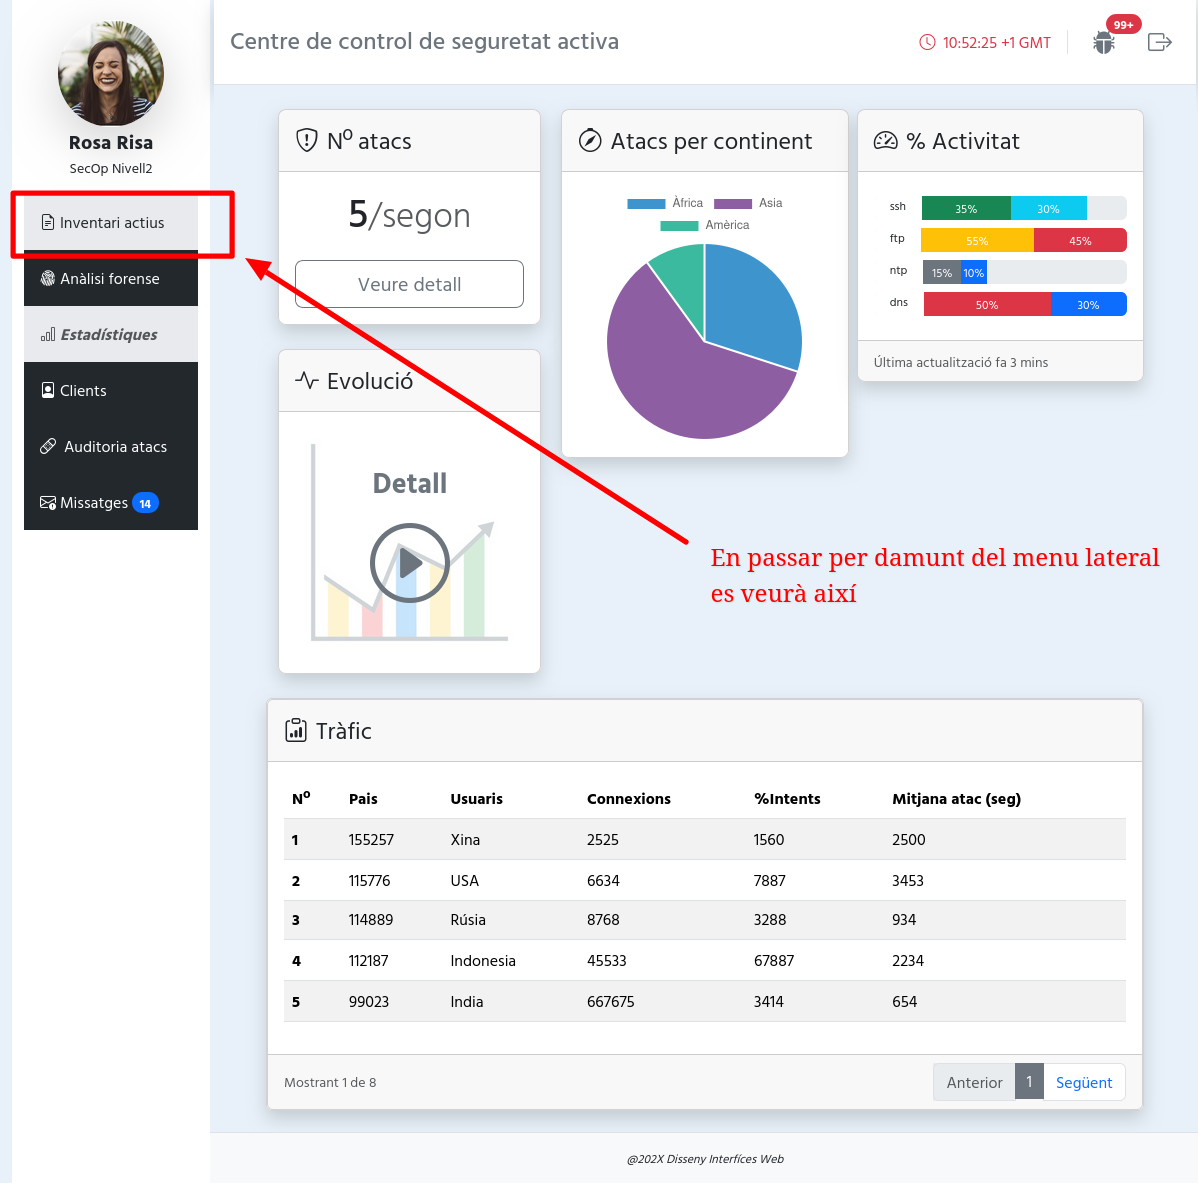 Rosa Risa
SecOp Nivell2
Inventari actius
Anàlisi forense
Estadístiques
Clients
Auditoria atacs
Missatges 14
Centre de control de seguretat activa
10:52:25 +1 GMT
99+
Nº atacs
5/segon
Veure detall
Evolució
Detall
Atacs per continent
Àfrica Asia
Amèrica
% Activitat
ssh 35% 30%
ftp 55% 45%
ntp 15% 10%
dns 50% 30%
Última actualització fa 3 mins
En passar per damunt del menu lateral
es veurà així
Tràfic
Nº Pais Usuaris Connexions %Intents Mitjana atac (seg)
1 155257 Xina 2525 1560 2500
2 115776 USA 6634 7887 3453
3 114889 Rúsia 8768 3288 934
4 112187 Indonesia 45533 67887 2234
5 99023 India 667675 3414 654
Mostrant 1 de 8
Anterior 1 Següent
@202X Disseny Interfíces Web